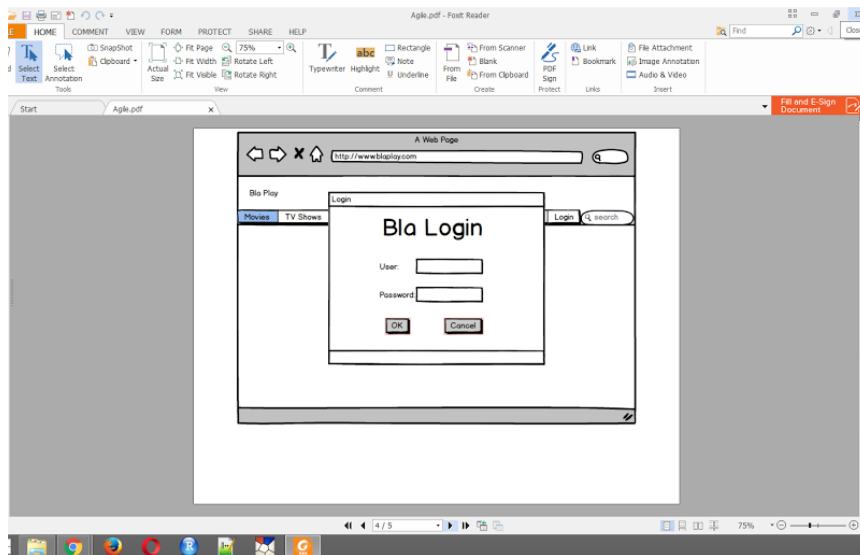 Agile.pdf - Foxit Reader
HOME COMMENT VIEW FORM PROTECT SHARE HELP
Find
Select Text
Select Annotation
SnapShot
Clipboard
Tools
Actual Size
Fit Page
Fit Width
Fit Visible
75%
Rotate Left
Rotate Right
View
Typewriter
abc
Highlight
Rectangle
Note
Underline
Comment
From File
From Scanner
Blank
From Clipboard
Create
PDF Sign
Protect
Link
Bookmark
Links
File Attachment
Image Annotation
Audio & Video
Insert
Start
Agile.pdf
Fill and E-Sign
Document
A Web Page
http://www.blaplay.com
Bla Play
Movies TV Shows
Login search
Login
Bla Login
User:
Password:
OK Cancel
4 / 5
75%